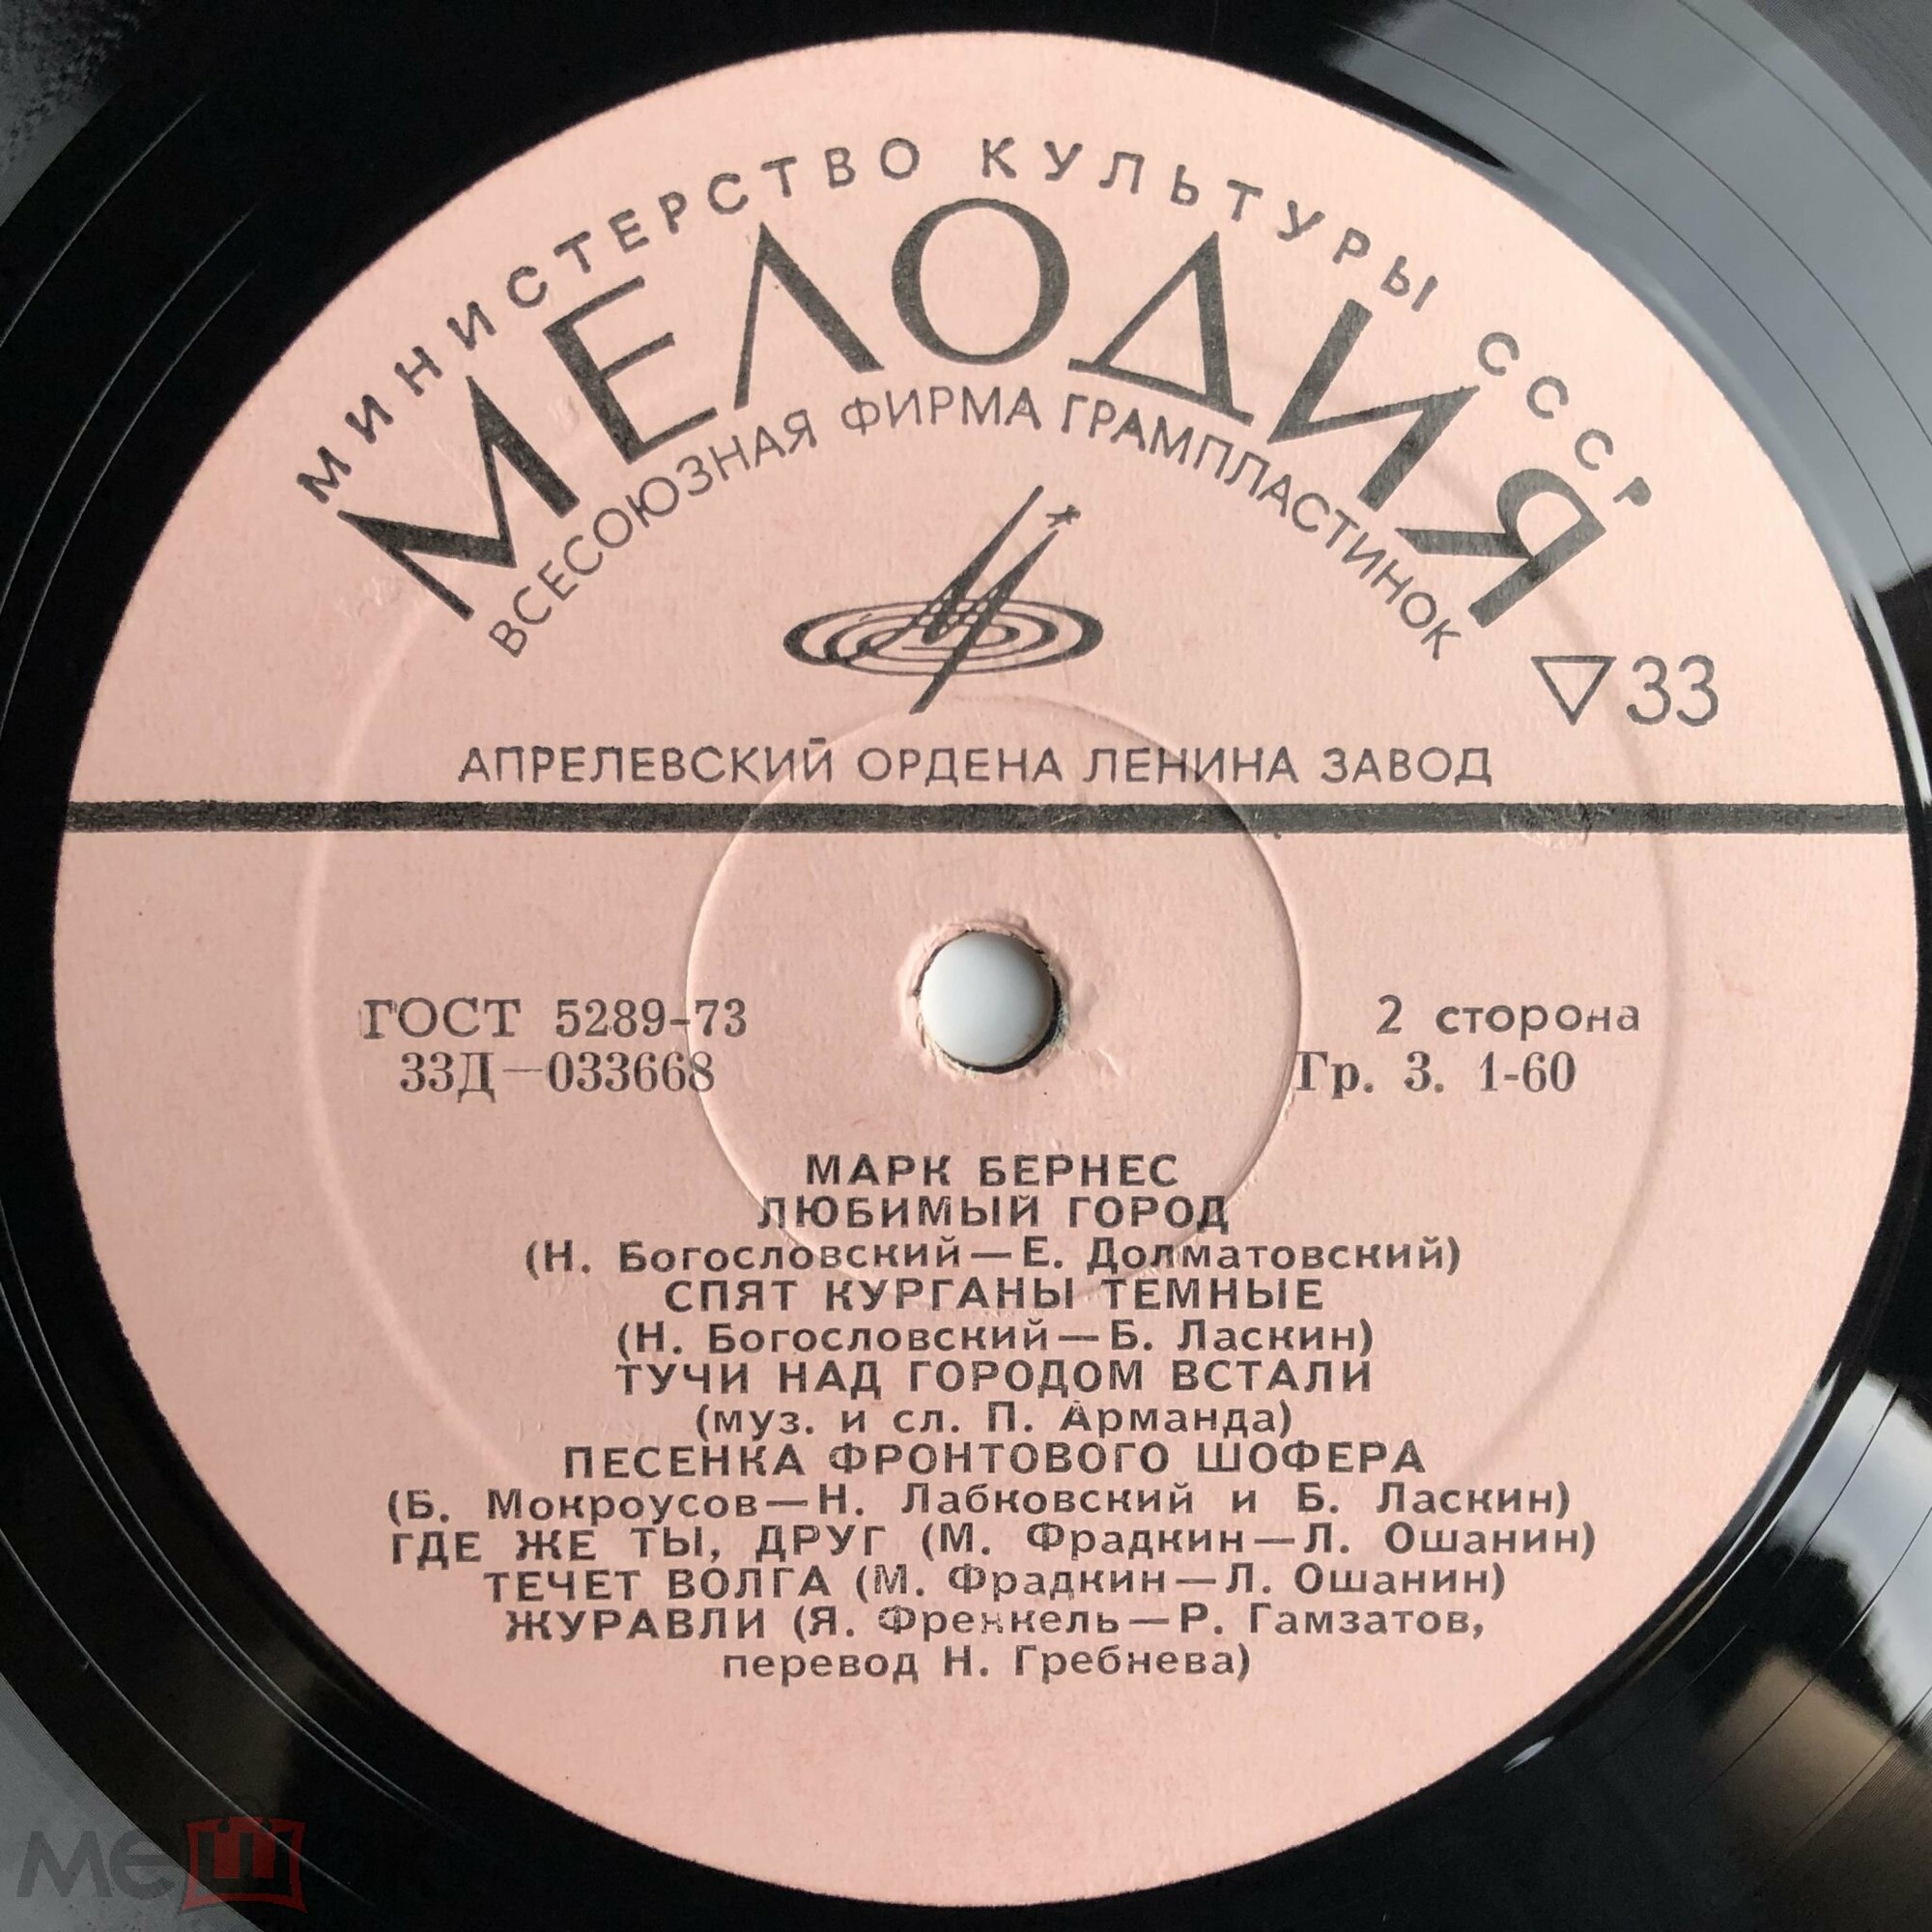 МИНИСТЕРСТВО КУЛЬТУРЫ СССР
МЕЛОДИЯ
ВСЕСОЮЗНАЯ ФИРМА ГРАМПЛАСТИНОК
▽33
АПРЕЛЕВСКИЙ ОРДЕНА ЛЕНИНА ЗАВОД
ГОСТ 5289-73
33Д—033668
2 сторона
Гр. 3. 1-60
МАРК БЕРНЕС
ЛЮБИМЫЙ ГОРОД
(Н. Богословский—Е. Долматовский)
СПЯТ КУРГАНЫ ТЕМНЫЕ
(Н. Богословский—Б. Ласкин)
ТУЧИ НАД ГОРОДОМ ВСТАЛИ
(муз. и сл. П. Арманда)
ПЕСЕНКА ФРОНТОВОГО ШОФЕРА
(Б. Мокроусов—Н. Лабковский и Б. Ласкин)
ГДЕ ЖЕ ТЫ, ДРУГ (М. Фрадкин—Л. Ошанин)
ТЕЧЕТ ВОЛГА (М. Фрадкин—Л. Ошанин)
ЖУРАВЛИ (Я. Френкель—Р. Гамзатов,
перевод Н. Гребнева)